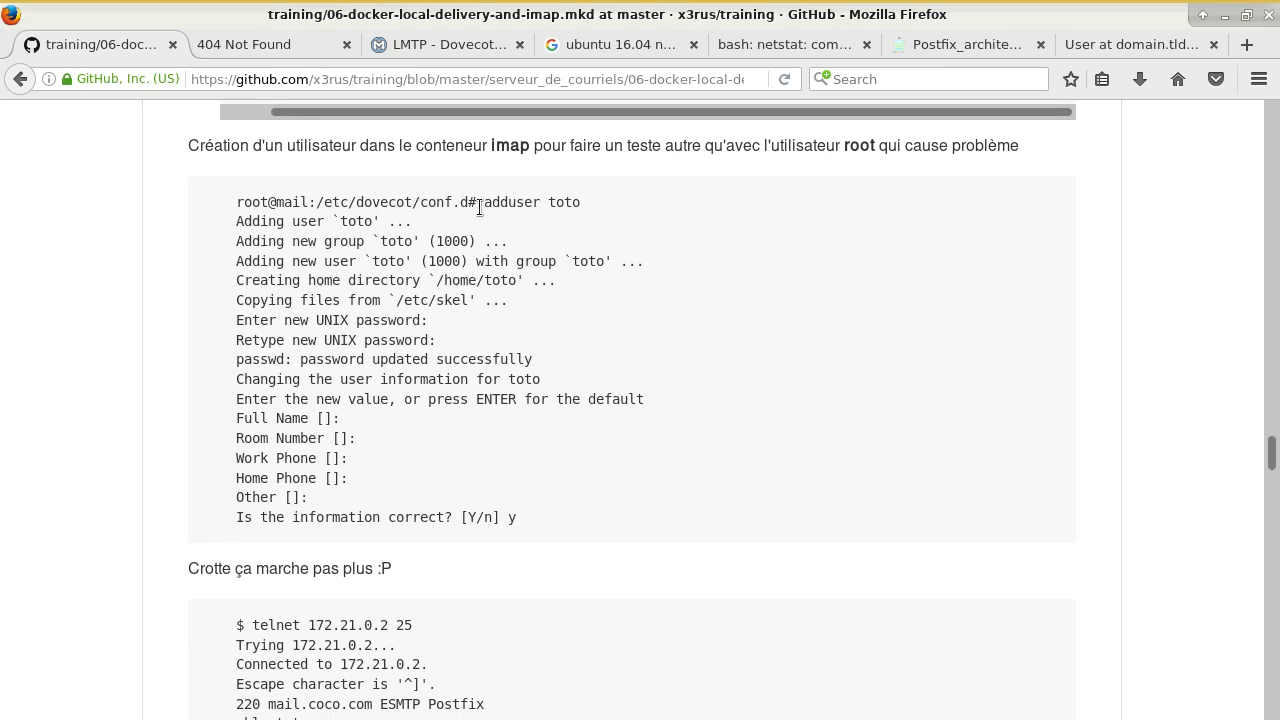 training/06-docker-local-delivery-and-imap.mkd at master · x3rus/training · GitHub - Mozilla Firefox
training/06-doc...
04 Not Found
LMTP - Dovecot...
ubuntu 16.04 n...
bash: netstat: com...
Postfix_archite...
User at domain.tld...
GitHub, Inc. (US)
https://github.com/x3rus/training/blob/master/serveur_de_courriels/06-docker-local-de
Search
Création d'un utilisateur dans le conteneur imap pour faire un teste autre qu'avec l'utilisateur root qui cause problème
root@mail:/etc/dovecot/conf.d# adduser toto
Adding user `toto' ...
Adding new group `toto' (1000) ...
Adding new user `toto' (1000) with group `toto' ...
Creating home directory `/home/toto' ...
Copying files from `/etc/skel' ...
Enter new UNIX password:
Retype new UNIX password:
passwd: password updated successfully
Changing the user information for toto
Enter the new value, or press ENTER for the default
Full Name []:
Room Number []:
Work Phone []:
Home Phone []:
Other []:
Is the information correct? [Y/n] y
Crotte ça marche pas plus :P
$ telnet 172.21.0.2 25
Trying 172.21.0.2...
Connected to 172.21.0.2.
Escape character is '^]'.
220 mail.coco.com ESMTP Postfix